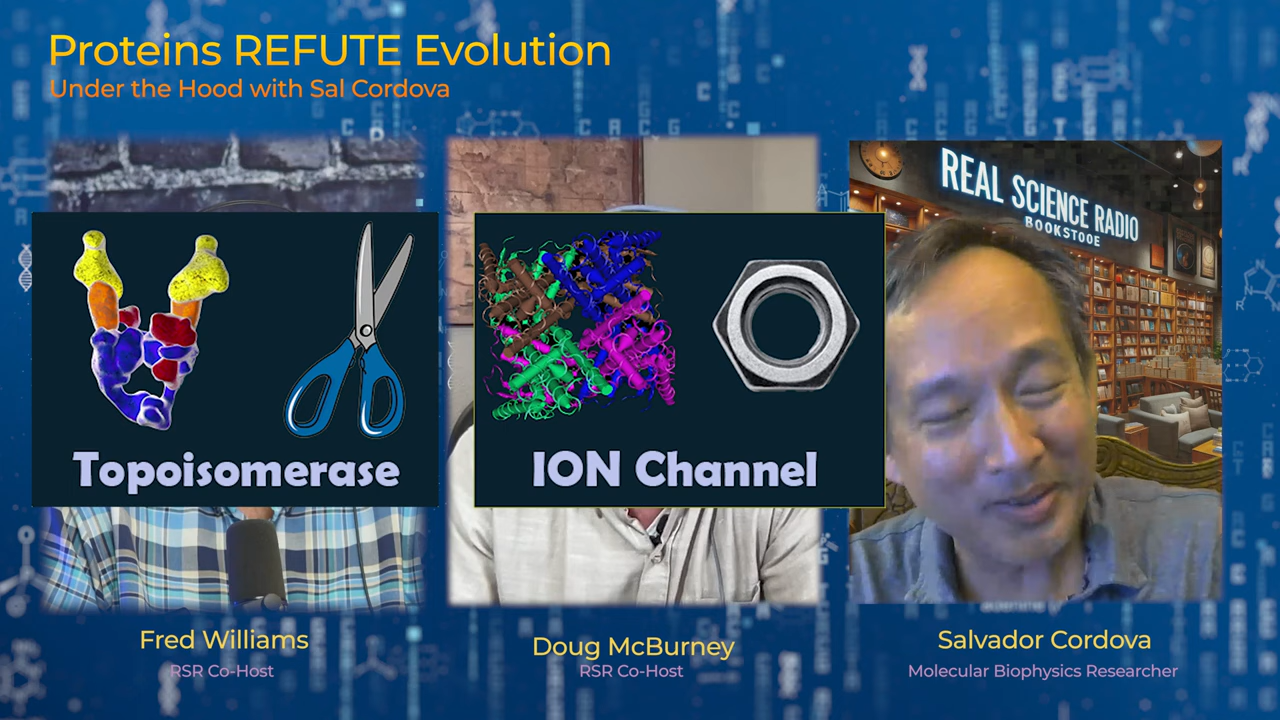 Proteins REFUTE Evolution
Under the Hood with Sal Cordova
REAL SCIENCE RADIO
BOOKSTOOE
Topoisomerase
ION Channel
Fred Williams
RSR Co-Host
Doug McBurney
RSR Co-Host
Salvador Cordova
Molecular Biophysics Researcher